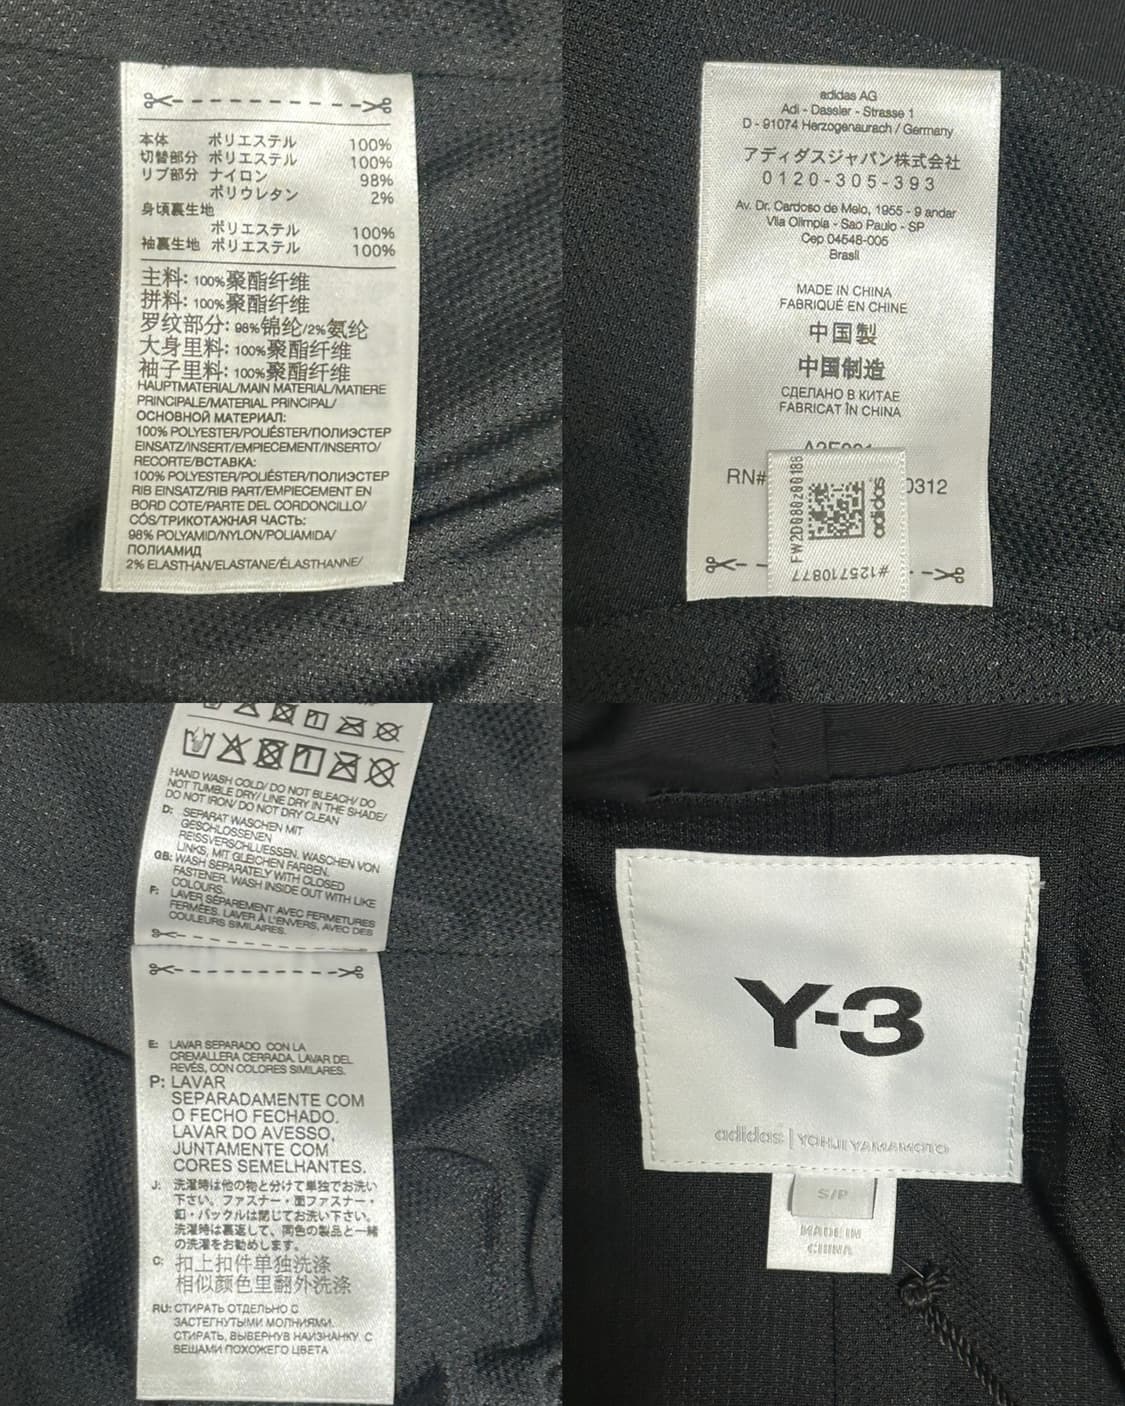 本体 ポリエステル 100%
切替部分 ポリエステル 100%
リブ部分 ナイロン 98%
ポリウレタン 2%
身頃裏生地
ポリエステル 100%
袖裏生地 ポリエステル 100%
主料: 100%聚酯纤维
拼料: 100%聚酯纤维
罗纹部分: 98%锦纶/2%氨纶
大身里料: 100%聚酯纤维
袖子里料: 100%聚酯纤维
HAUPTMATERIAL/MAIN MATERIAL/MATIERE
PRINCIPALE/MATERIAL PRINCIPAL/
ОСНОВНОЙ МАТЕРИАЛ:
100% POLYESTER/POLIÉSTER/ПОЛИЭСТЕР
EINSATZ/INSERT/EMPIECEMENT/INSERTO/
RECORTE/ВСТАВКА:
100% POLYESTER/POLIÉSTER/ПОЛИЭСТЕР
RIB EINSATZ/RIB PART/EMPIECEMENT EN
BORD COTE/PARTE DEL CORDONCILLO/
CÓS/ТРИКОТАЖНАЯ ЧАСТЬ:
98% POLYAMID/NYLON/POLIAMIDA/
ПОЛИАМИД
2% ELASTHAN/ELASTANE/ÉLASTHANNE/
adidas AG
Adi - Dassler - Strasse 1
D - 91074 Herzogenaurach / Germany
アディダスジャパン株式会社
0120-305-393
Av. Dr. Cardoso de Melo, 1955 - 9 andar
Vila Olimpia - Sao Paulo - SP
Cep 04548-005
Brasil
MADE IN CHINA
FABRIQUÉ EN CHINE
中国製
中国制造
СДЕЛАНО В КИТАЕ
FABRICAT ÎN CHINA
RN# 0312
FW2D080Z00188
adidas
#125710877
HAND WASH COLD/ DO NOT BLEACH/ DO
NOT TUMBLE DRY/ LINE DRY IN THE SHADE/
DO NOT IRON/ DO NOT DRY CLEAN
D: SEPARAT WASCHEN MIT
GESCHLOSSENEN
REISSVERSCHLUESSEN. WASCHEN VON
LINKS, MIT GLEICHEN FARBEN.
GB: WASH SEPARATELY WITH CLOSED
FASTENER. WASH INSIDE OUT WITH LIKE
COLOURS.
F: LAVER SÉPAREMENT AVEC FERMETURES
FERMÉES. LAVER À L'ENVERS, AVEC DES
COULEURS SIMILAIRES.
E: LAVAR SEPARADO CON LA
CREMALLERA CERRADA. LAVAR DEL
REVÉS, CON COLORES SIMILARES.
P: LAVAR
SEPARADAMENTE COM
O FECHO FECHADO.
LAVAR DO AVESSO,
JUNTAMENTE COM
CORES SEMELHANTES.
J: 洗濯時は他の物と分けて単独でお洗い
下さい。ファスナー・面ファスナー・
釦・バックルは閉じてお洗い下さい。
洗濯時は裏返して、同色の製品と一緒
の洗濯をお勧めします。
C: 扣上扣件单独洗涤
相似颜色里翻外洗涤
RU: СТИРАТЬ ОТДЕЛЬНО С
ЗАСТЕГНУТЫМИ МОЛНИЯМИ.
СТИРАТЬ, ВЫВЕРНУВ НАИЗНАНКУ, С
ВЕЩАМИ ПОХОЖЕГО ЦВЕТА
Y-3
adidas | YOHJI YAMAMOTO
S/P
MADE IN
CHINA